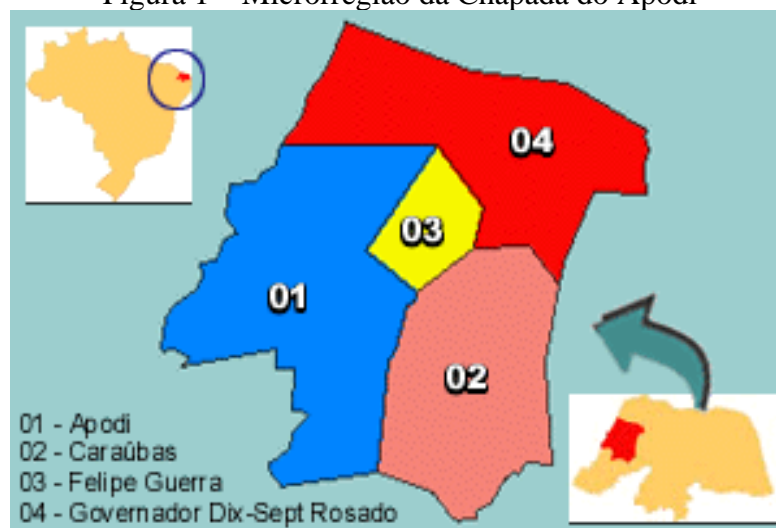 Figura 1 – Microrregião da Chapada do Apodi
04
03
01
02
01 - Apodi
02 - Caraúbas
03 - Felipe Guerra
04 - Governador Dix-Sept Rosado